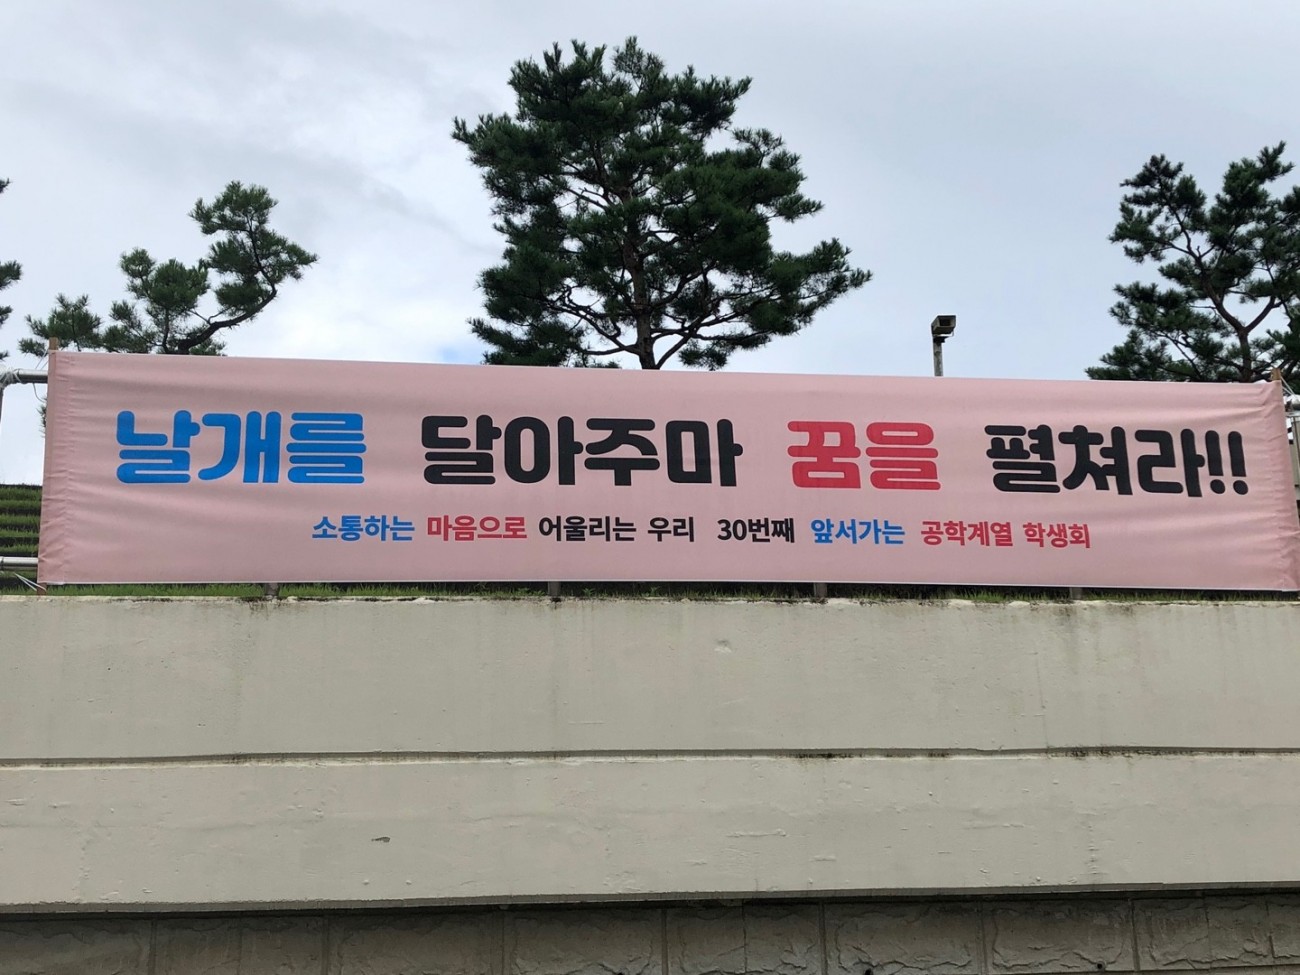 날개를 달아주마 꿈을 펼쳐라!!
소통하는 마음으로 어울리는 우리 30번째 앞서가는 공학계열 학생회